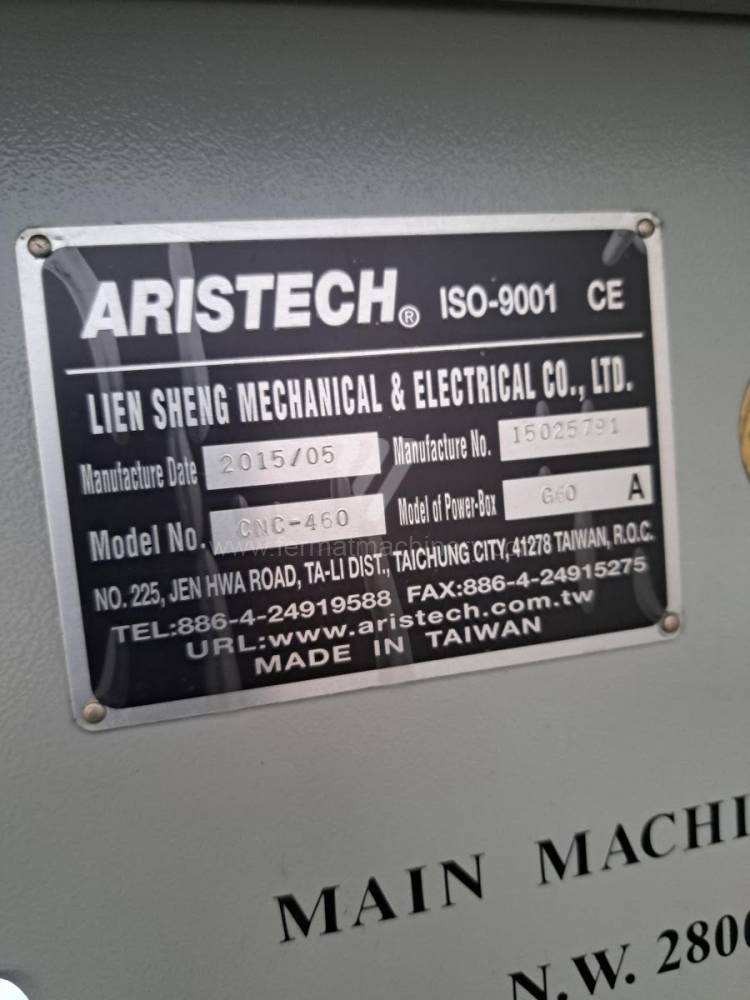 ARISTECH® ISO-9001 CE
LIEN SHENG MECHANICAL & ELECTRICAL CO., LTD.
Manufacture Date 2015/05 Manufacture No. 15025791
Model No. CNC-460 Model of Power-Box G60 A
NO. 225, JEN HWA ROAD, TA-LI DIST., TAICHUNG CITY, 41278 TAIWAN, R.O.C.
TEL:886-4-24919588 FAX:886-4-24915275
URL:www.aristech.com.tw
MADE IN TAIWAN
MAIN MACHI
N.W. 280